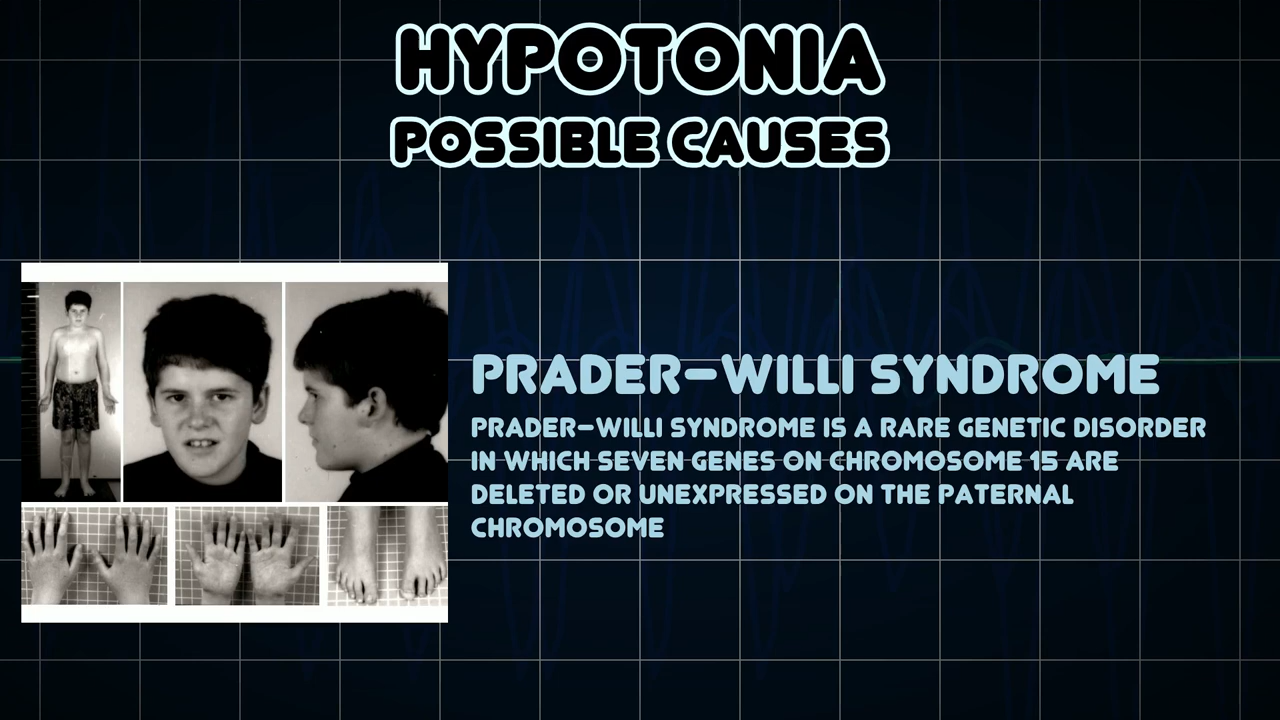 HYPOTONIA
POSSIBLE CAUSES
PRADER-WILLI SYNDROME
PRADER-WILLI SYNDROME IS A RARE GENETIC DISORDER
IN WHICH SEVEN GENES ON CHROMOSOME 15 ARE
DELETED OR UNEXPRESSED ON THE PATERNAL
CHROMOSOME